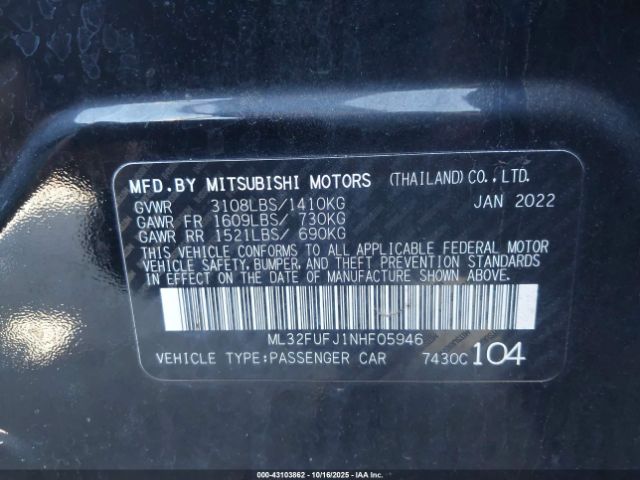 MFD. BY MITSUBISHI MOTORS (THAILAND) CO., LTD.
GVWR 3108LBS/1410KG JAN 2022
GAWR FR 1609LBS/ 730KG
GAWR RR 1521LBS/ 690KG
THIS VEHICLE CONFORMS TO ALL APPLICABLE FEDERAL MOTOR
VEHICLE SAFETY, BUMPER, AND THEFT PREVENTION STANDARDS
IN EFFECT ON THE DATE OF MANUFACTURE SHOWN ABOVE.
ML32FUFJ1NHF05946
VEHICLE TYPE:PASSENGER CAR 7430C 104
000-43103862 - 10/16/2025 - IAAI.COM